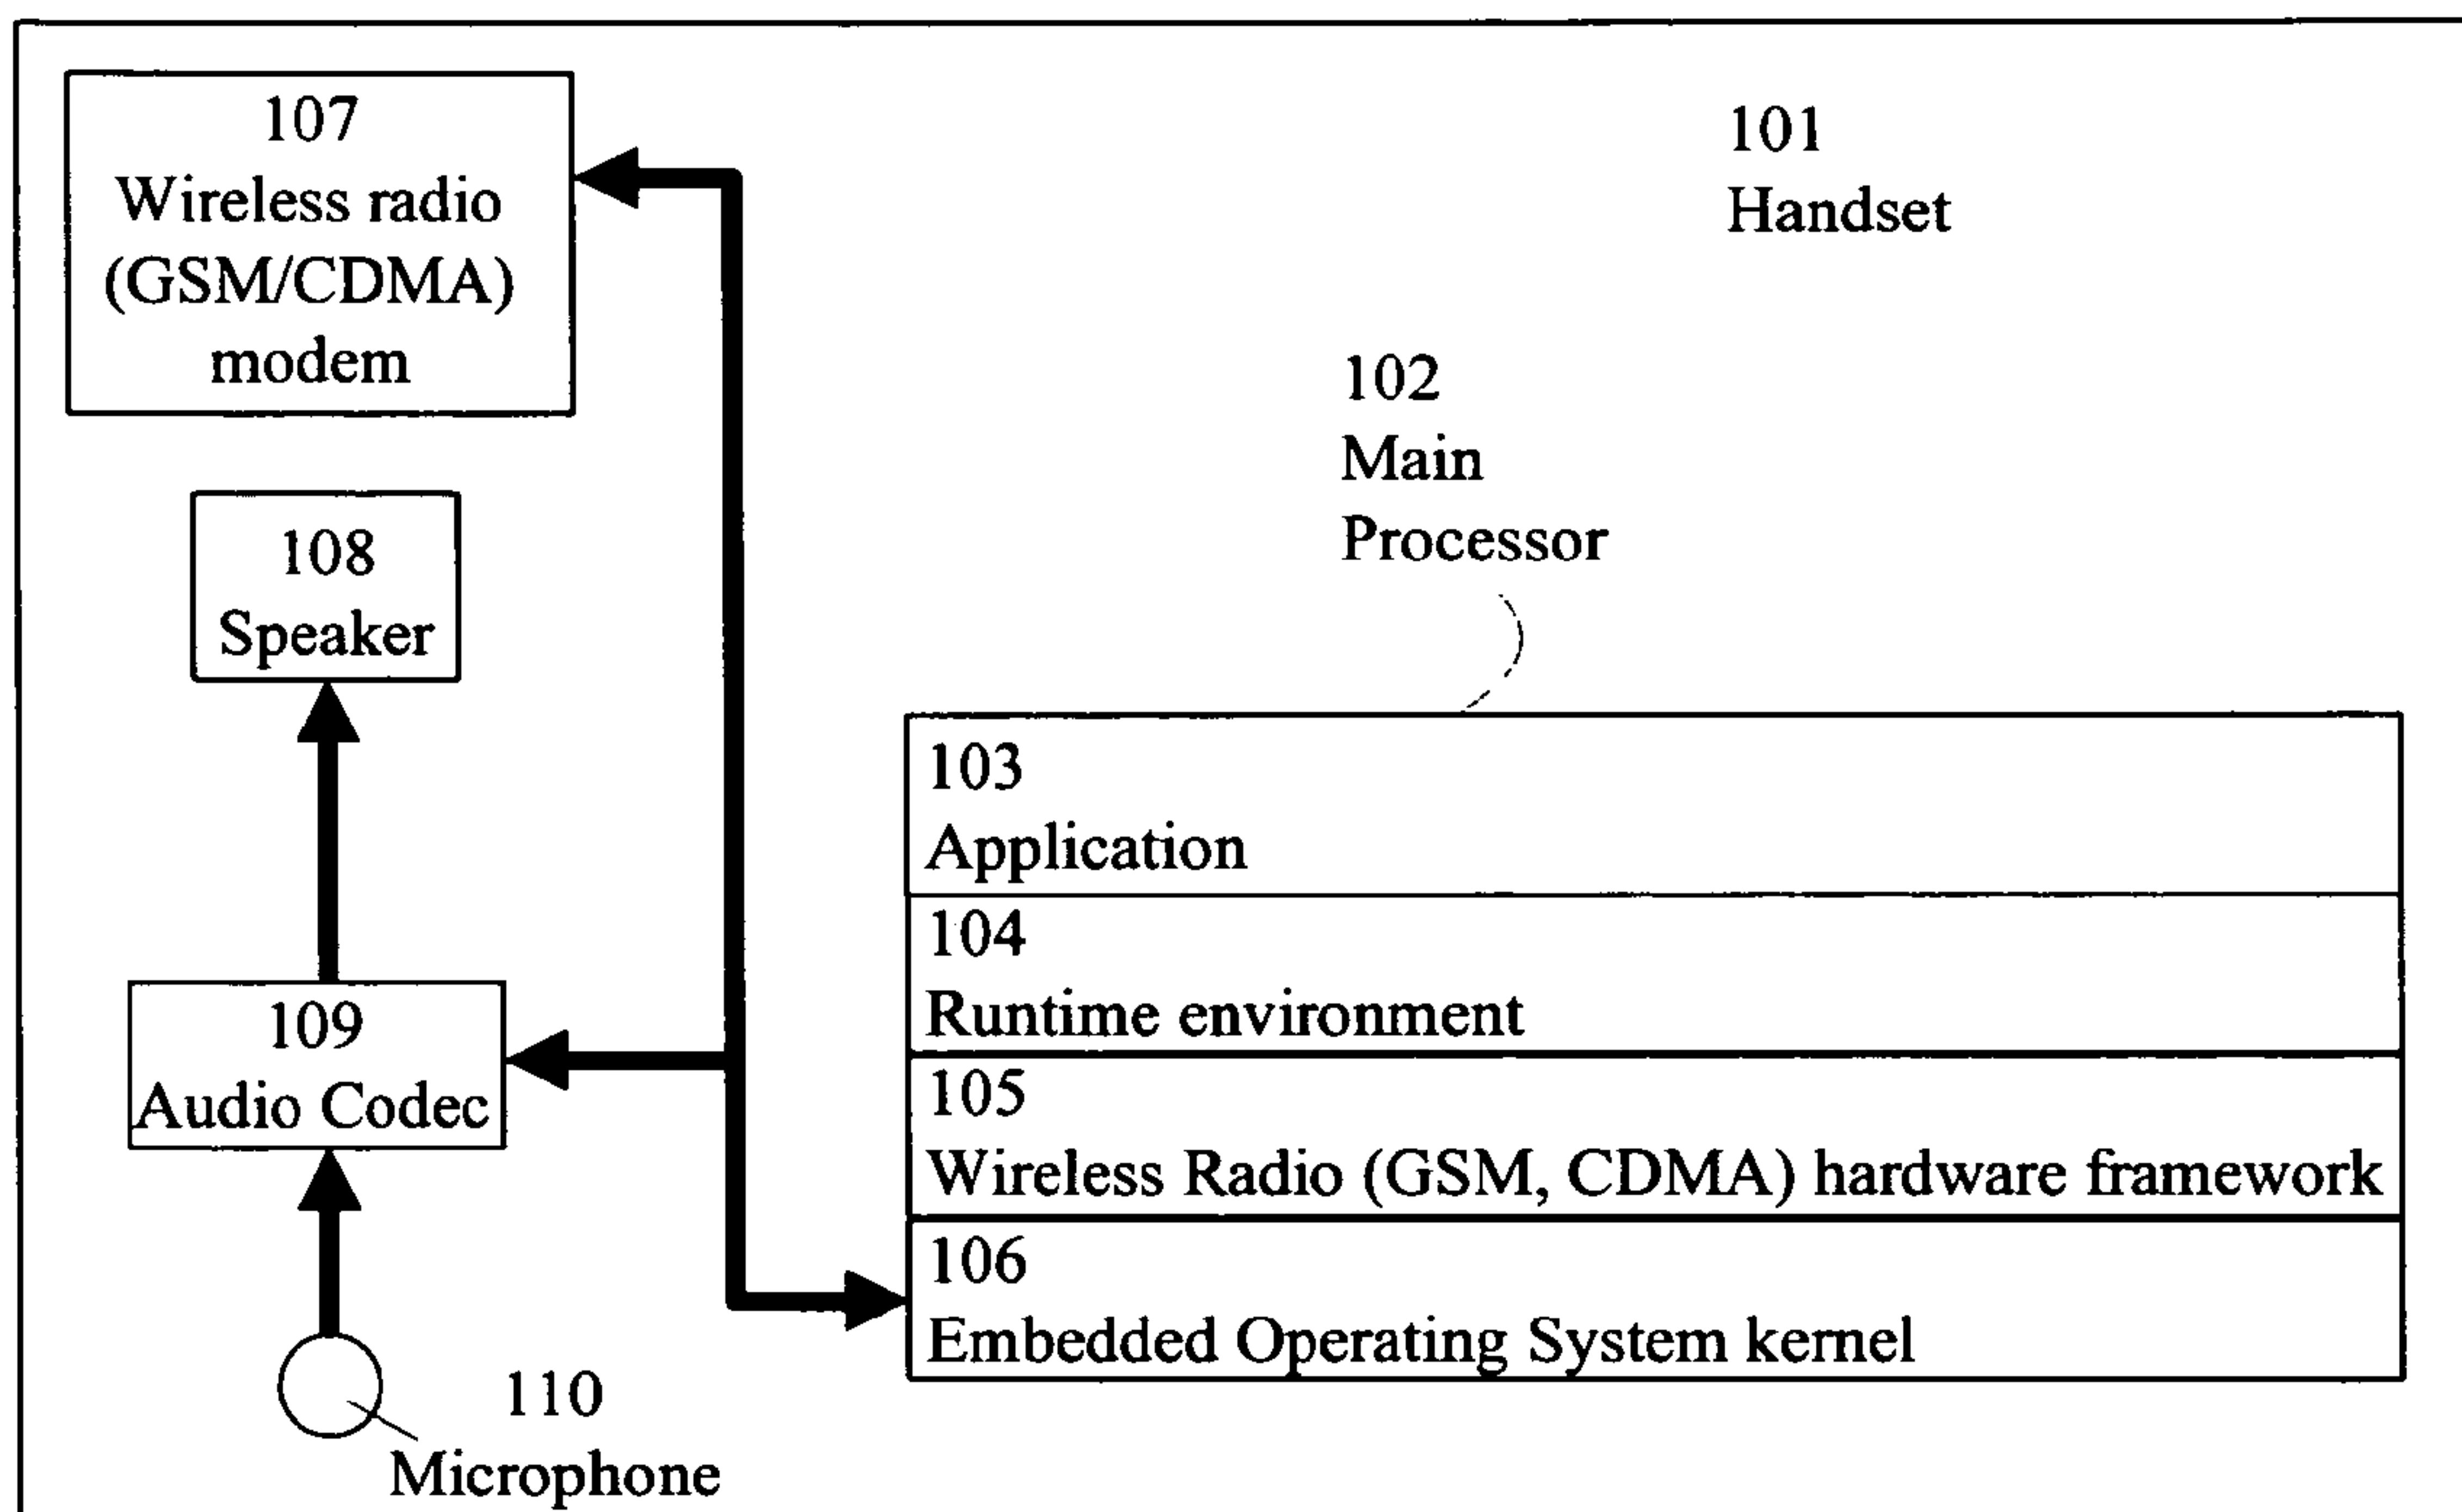 107
Wireless radio
(GSM/CDMA)
modem
101
Handset
102
Main
Processor
108
Speaker
103
Application
104
Runtime environment
109
Audio Codec
105
Wireless Radio (GSM, CDMA) hardware framework
106
Embedded Operating System kernel
110
Microphone